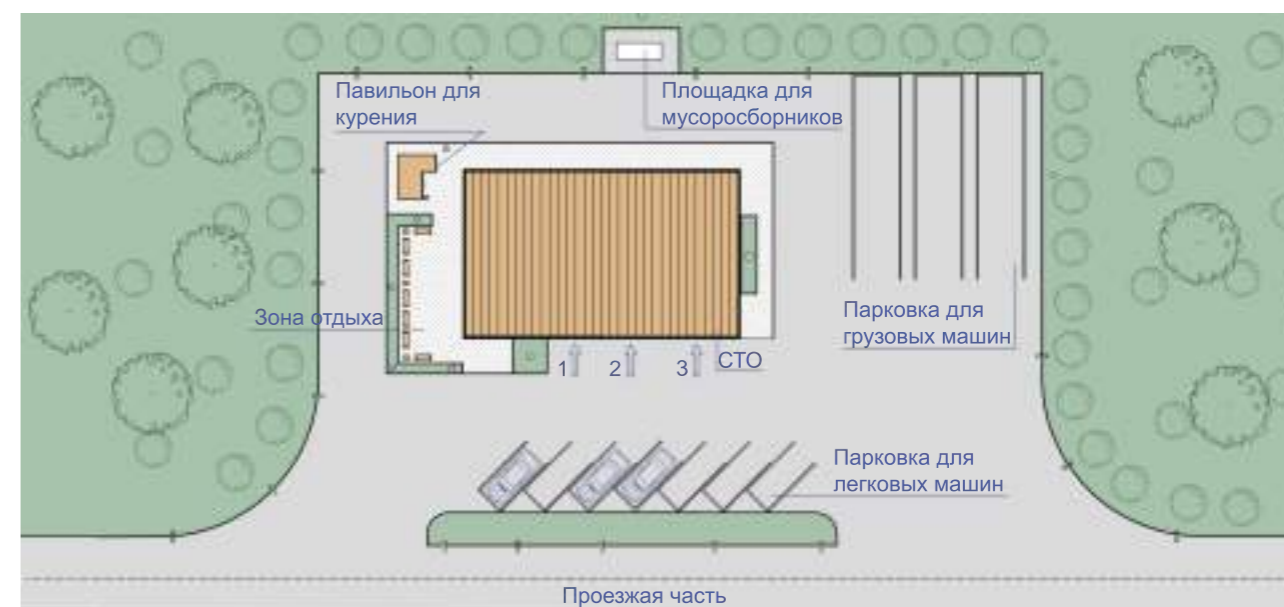 Павильон для
курения
Площадка для
мусоросборников
Зона отдыха
Парковка для
грузовых машин
1 2 3 СТО
Парковка для
легковых машин
Проезжая часть